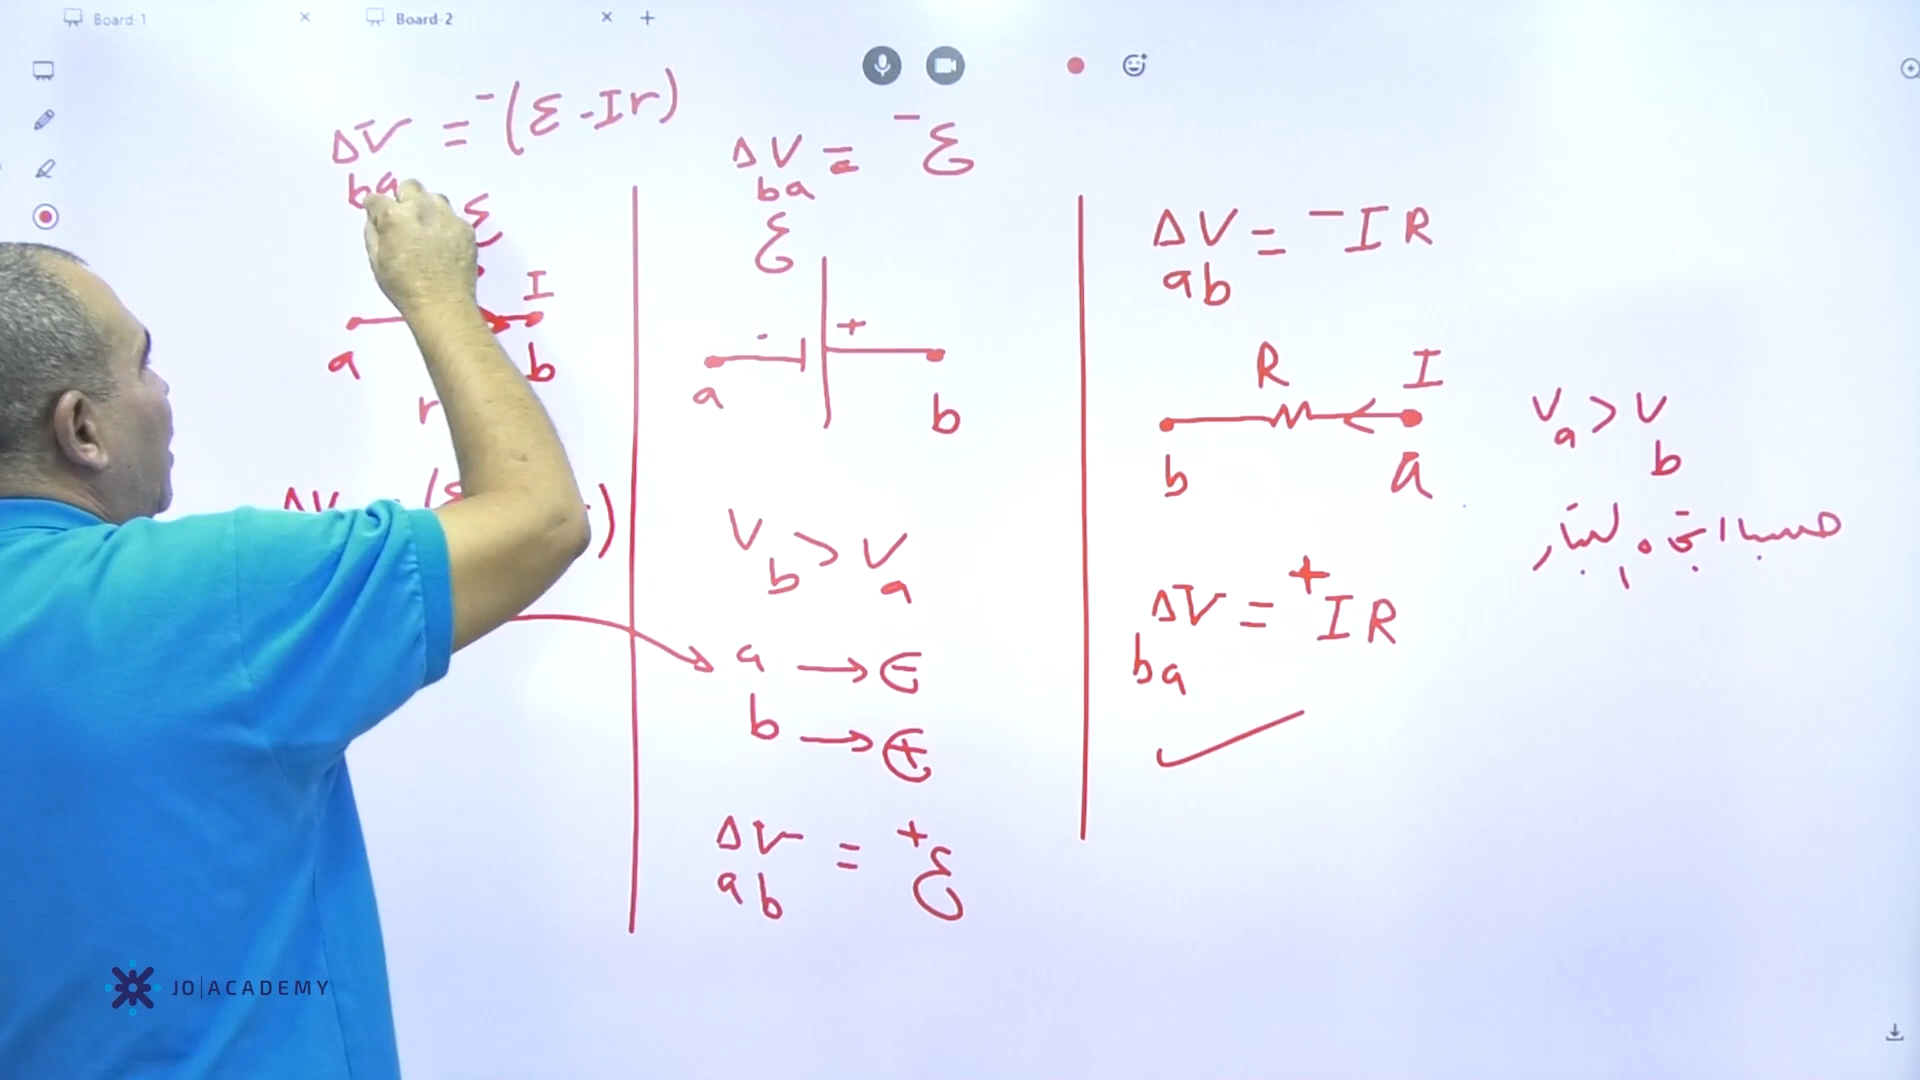 Board-1
Board-2
ΔV = -(ε - Ir)
ba
ε
I
a
b
r
ΔV
ΔV = -ε
ba
ε
- +
a
b
V > V
b a
a → ⊖
b → ⊕
ΔV = +ε
ab
ΔV = -IR
ab
R
I
b
a
V > V
a b
ΔV = +IR
ba
JO|ACADEMY